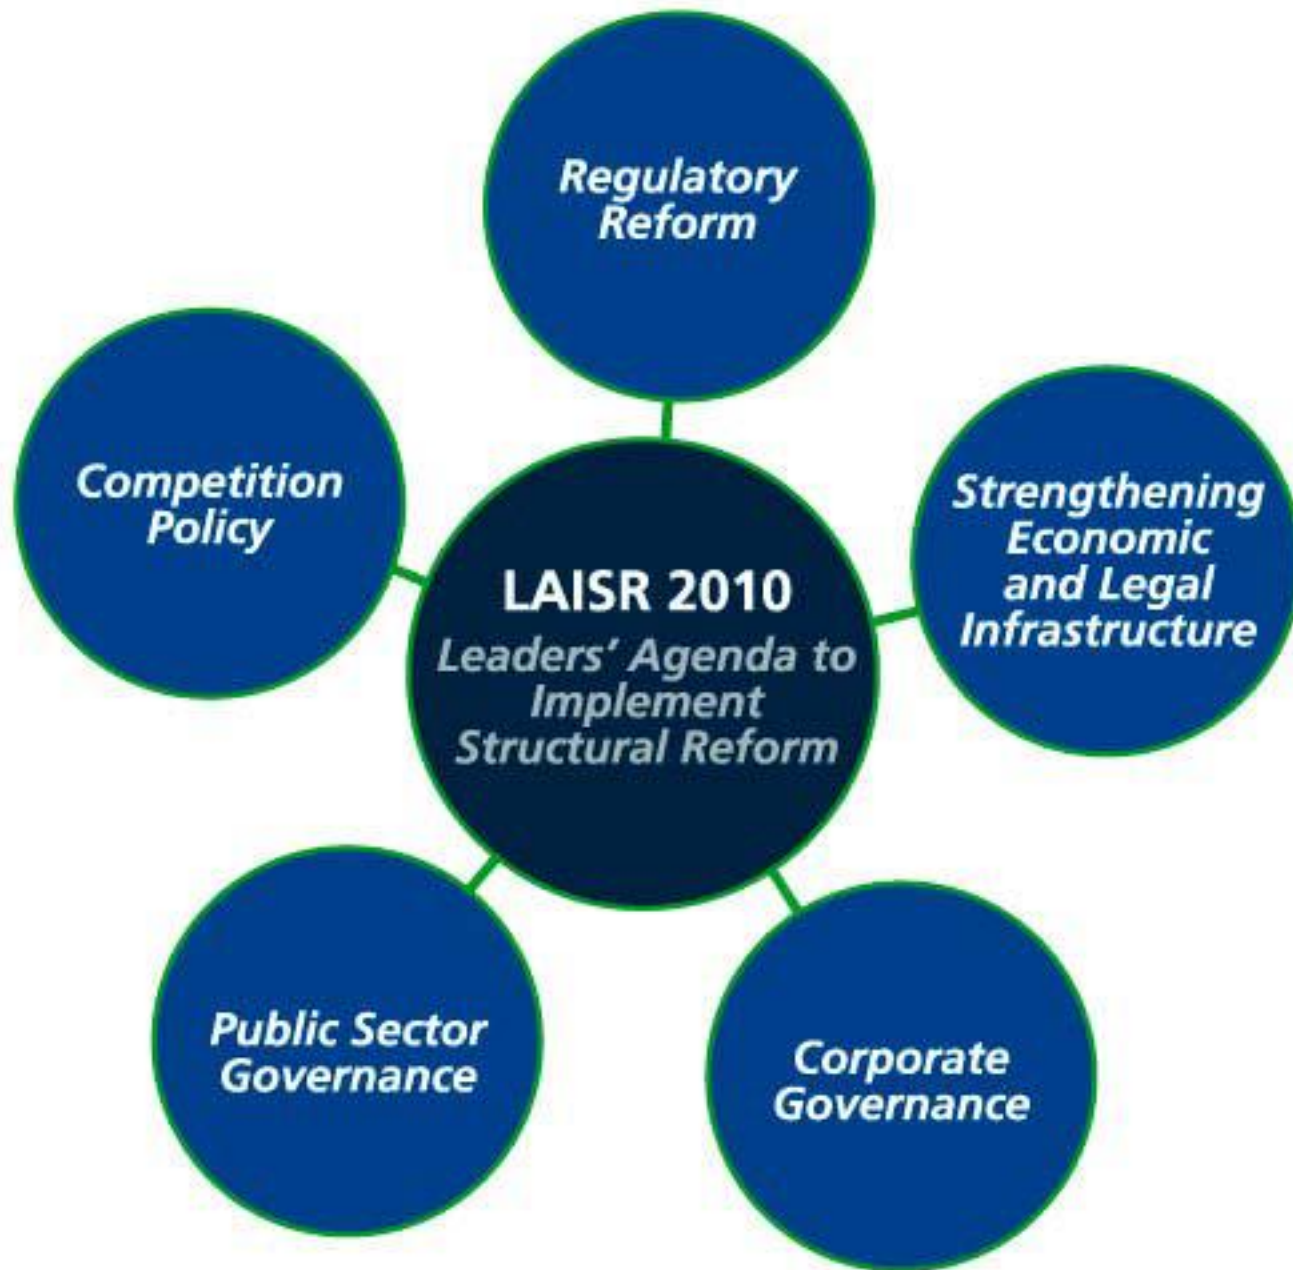 Regulatory
Reform
Competition
Policy
Strengthening
Economic
and Legal
Infrastructure
LAISR 2010
Leaders’ Agenda to
Implement
Structural Reform
Public Sector
Governance
Corporate
Governance